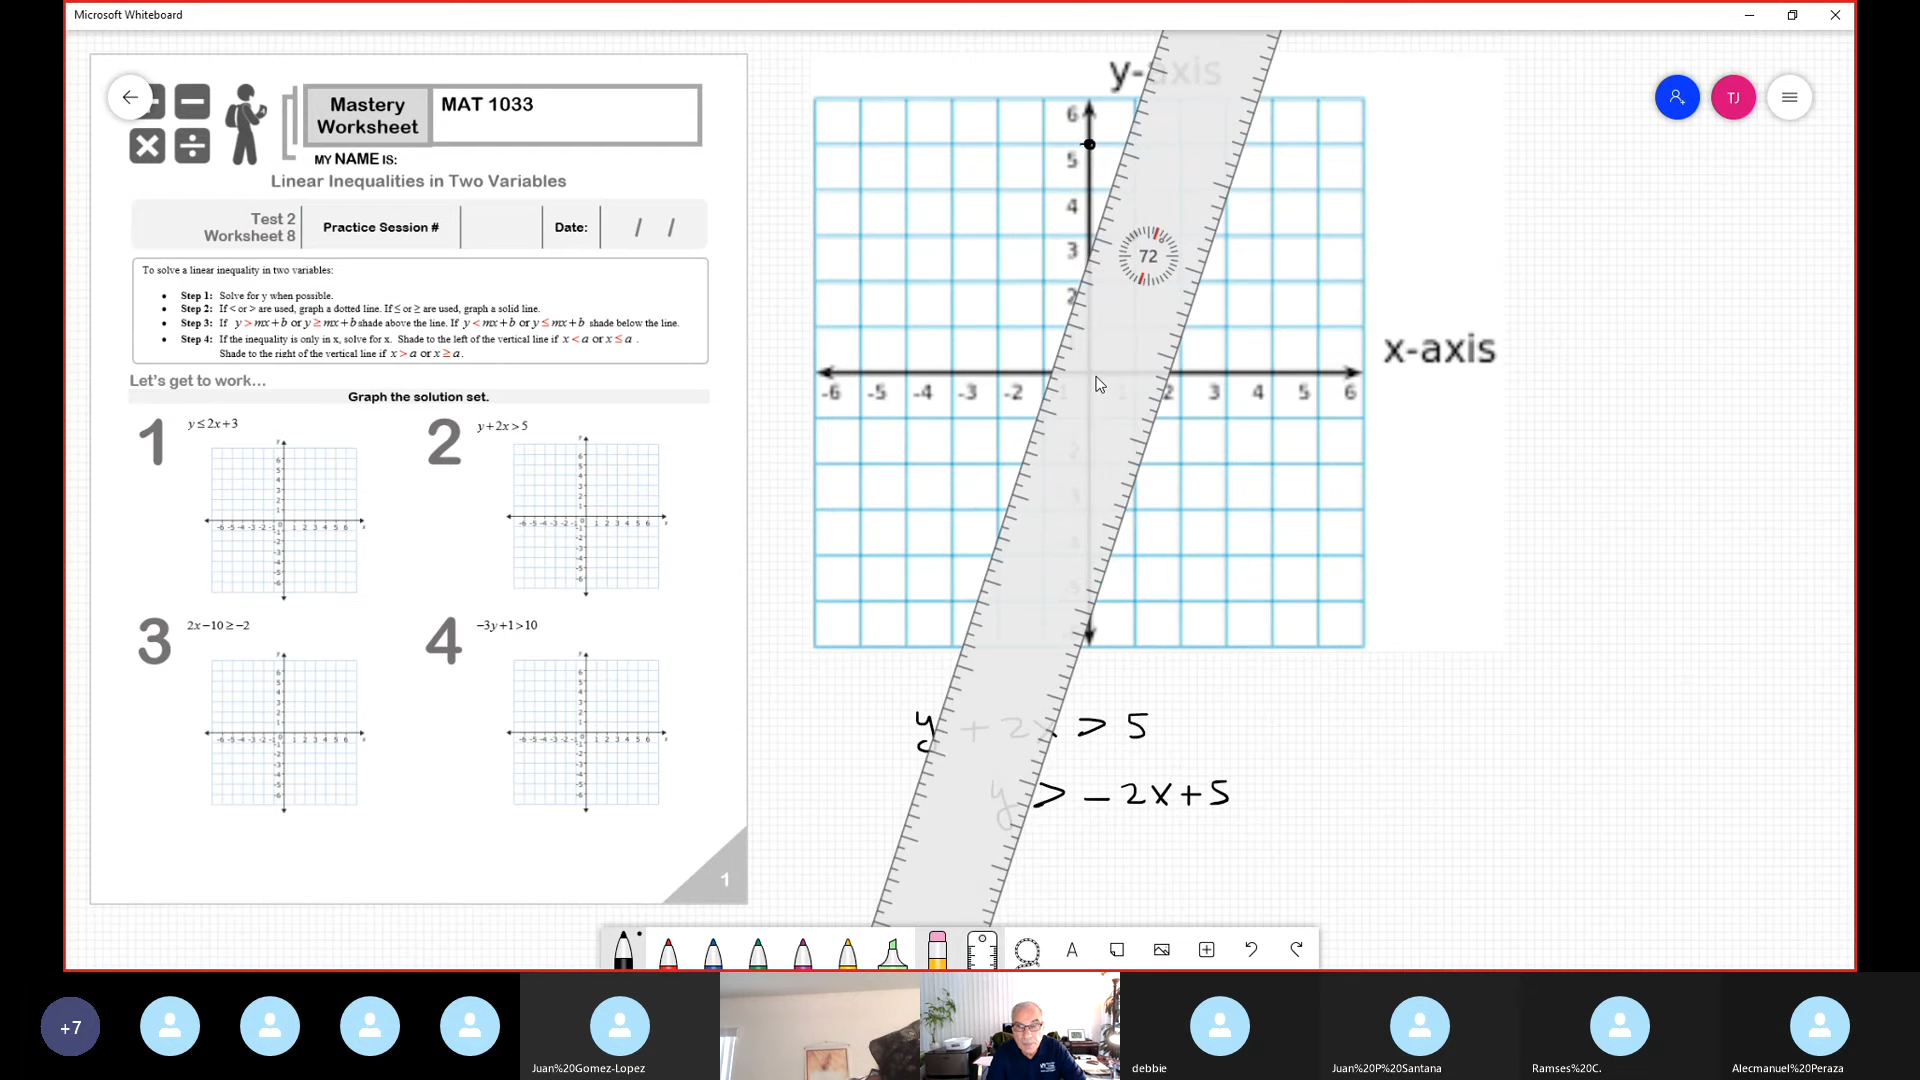 Microsoft Whiteboard
Mastery Worksheet
MAT 1033
MY NAME IS:
Linear Inequalities in Two Variables
Test 2
Worksheet 8
Practice Session #
Date:
/ /
To solve a linear inequality in two variables:
• Step 1: Solve for y when possible.
• Step 2: If < or > are used, graph a dotted line. If ≤ or ≥ are used, graph a solid line.
• Step 3: If y > mx + b or y ≥ mx + b shade above the line. If y < mx + b or y ≤ mx + b shade below the line.
• Step 4: If the inequality is only in x, solve for x. Shade to the left of the vertical line if x < a or x ≤ a .
Shade to the right of the vertical line if x > a or x ≥ a.
Let's get to work...
Graph the solution set.
1
y ≤ 2x + 3
2
y + 2x > 5
3
2x − 10 ≥ −2
4
−3y + 1 > 10
1
y-axis
6
5
4
3
2
72
x-axis
-6 -5 -4 -3 -2 2 3 4 5 6
y + 2x > 5
y > − 2x + 5
TJ
A
+7
Juan%20Gomez-Lopez
debbie
Juan%20P%20Santana
Ramses%20C.
Alecmanuel%20Peraza